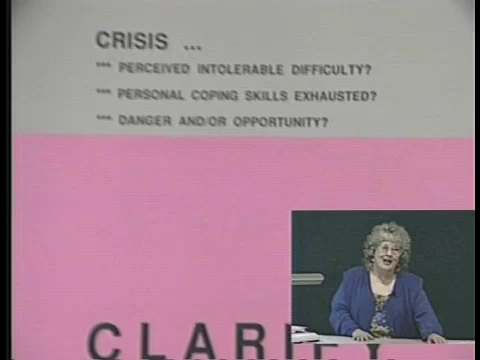 CRISIS ...
*** PERCEIVED INTOLERABLE DIFFICULTY?
*** PERSONAL COPING SKILLS EXHAUSTED?
*** DANGER AND/OR OPPORTUNITY?